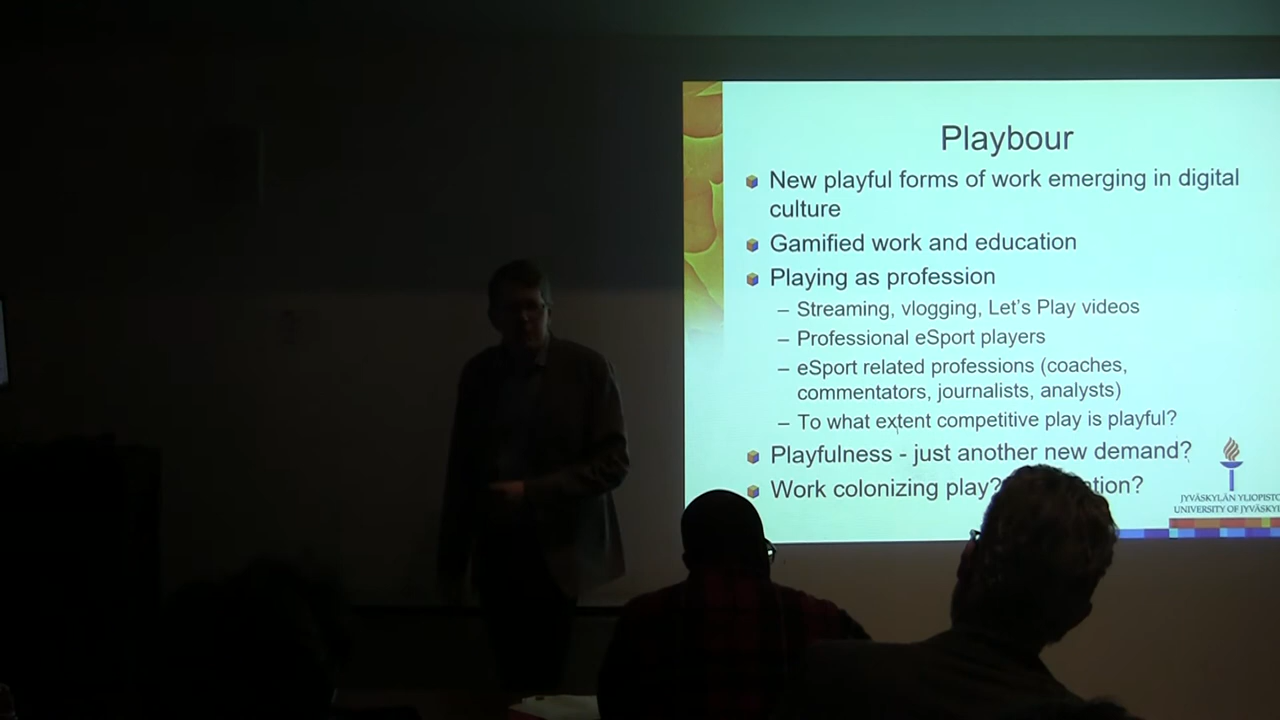 Playbour
New playful forms of work emerging in digital
culture
Gamified work and education
Playing as profession
– Streaming, vlogging, Let's Play videos
– Professional eSport players
– eSport related professions (coaches,
commentators, journalists, analysts)
– To what extent competitive play is playful?
Playfulness - just another new demand?
Work colonizing play?
JYVÄSKYLÄN YLIOPISTO
UNIVERSITY OF